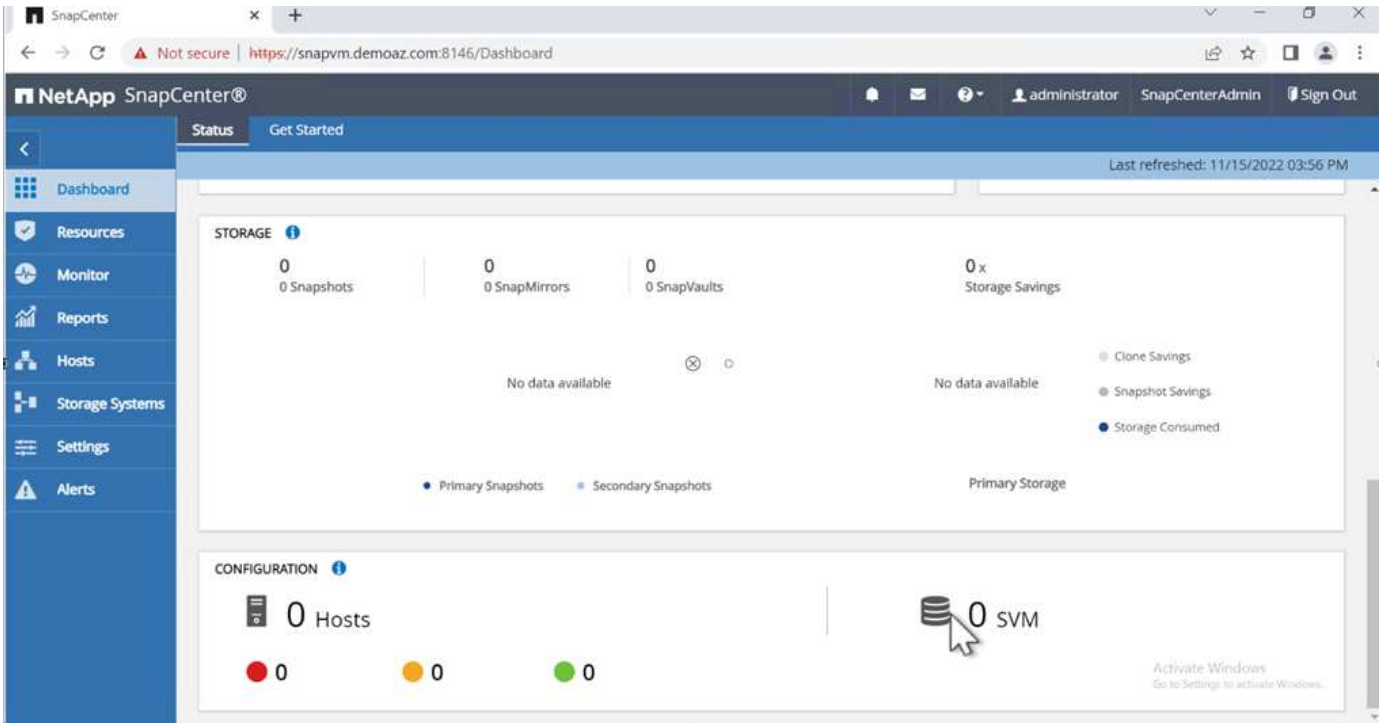 SnapCenter
Not secure | https://snapvm.demoaz.com:8146/Dashboard
NetApp SnapCenter®
administrator SnapCenterAdmin Sign Out
Status Get Started
Last refreshed: 11/15/2022 03:56 PM
Dashboard
Resources
Monitor
Reports
Hosts
Storage Systems
Settings
Alerts
STORAGE
0 0 0 0 x
0 Snapshots 0 SnapMirrors 0 SnapVaults Storage Savings
Clone Savings
No data available No data available
Snapshot Savings
Storage Consumed
Primary Snapshots Secondary Snapshots Primary Storage
CONFIGURATION
0 Hosts 0 SVM
0 0 0
Activate Windows
Go to Settings to activate Windows.